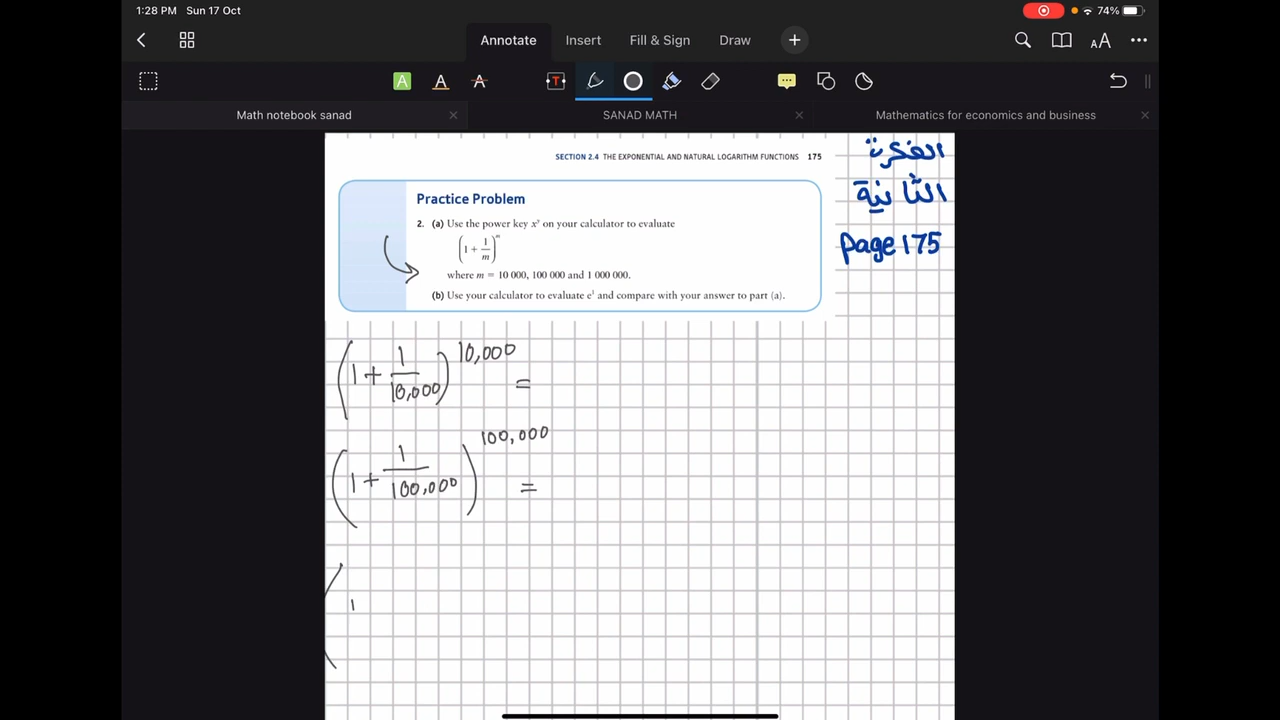 1:28 PM Sun 17 Oct
74%
Annotate Insert Fill & Sign Draw
Math notebook sanad
SANAD MATH
Mathematics for economics and business
SECTION 2.4 THE EXPONENTIAL AND NATURAL LOGARITHM FUNCTIONS 175
Practice Problem
2. (a) Use the power key xʸ on your calculator to evaluate
(1 + 1/m)ᵐ
where m = 10 000, 100 000 and 1 000 000.
(b) Use your calculator to evaluate e¹ and compare with your answer to part (a).
الفكرة
الثانية
page 175
(1 + 1/10,000)^10,000 =
(1 + 1/100,000)^100,000 =
( 1